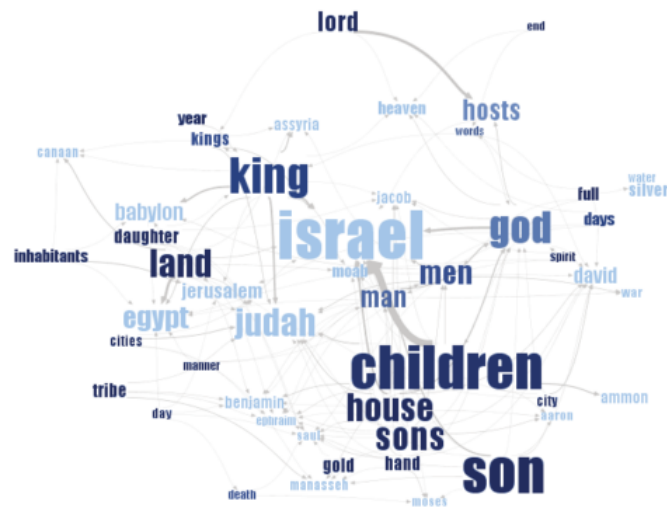 lord
end
heaven
hosts
year
assyria
words
kings
canaan
king
jacob
water
silver
full
babylon
israel
god
days
daughter
inhabitants
land
spirit
moab
men
david
jerusalem
man
war
egypt
judah
cities
manner
children
tribe
benjamin
house
city
ammon
day
ephraim
aaron
saul
sons
gold
hand
son
manasseh
death
moses